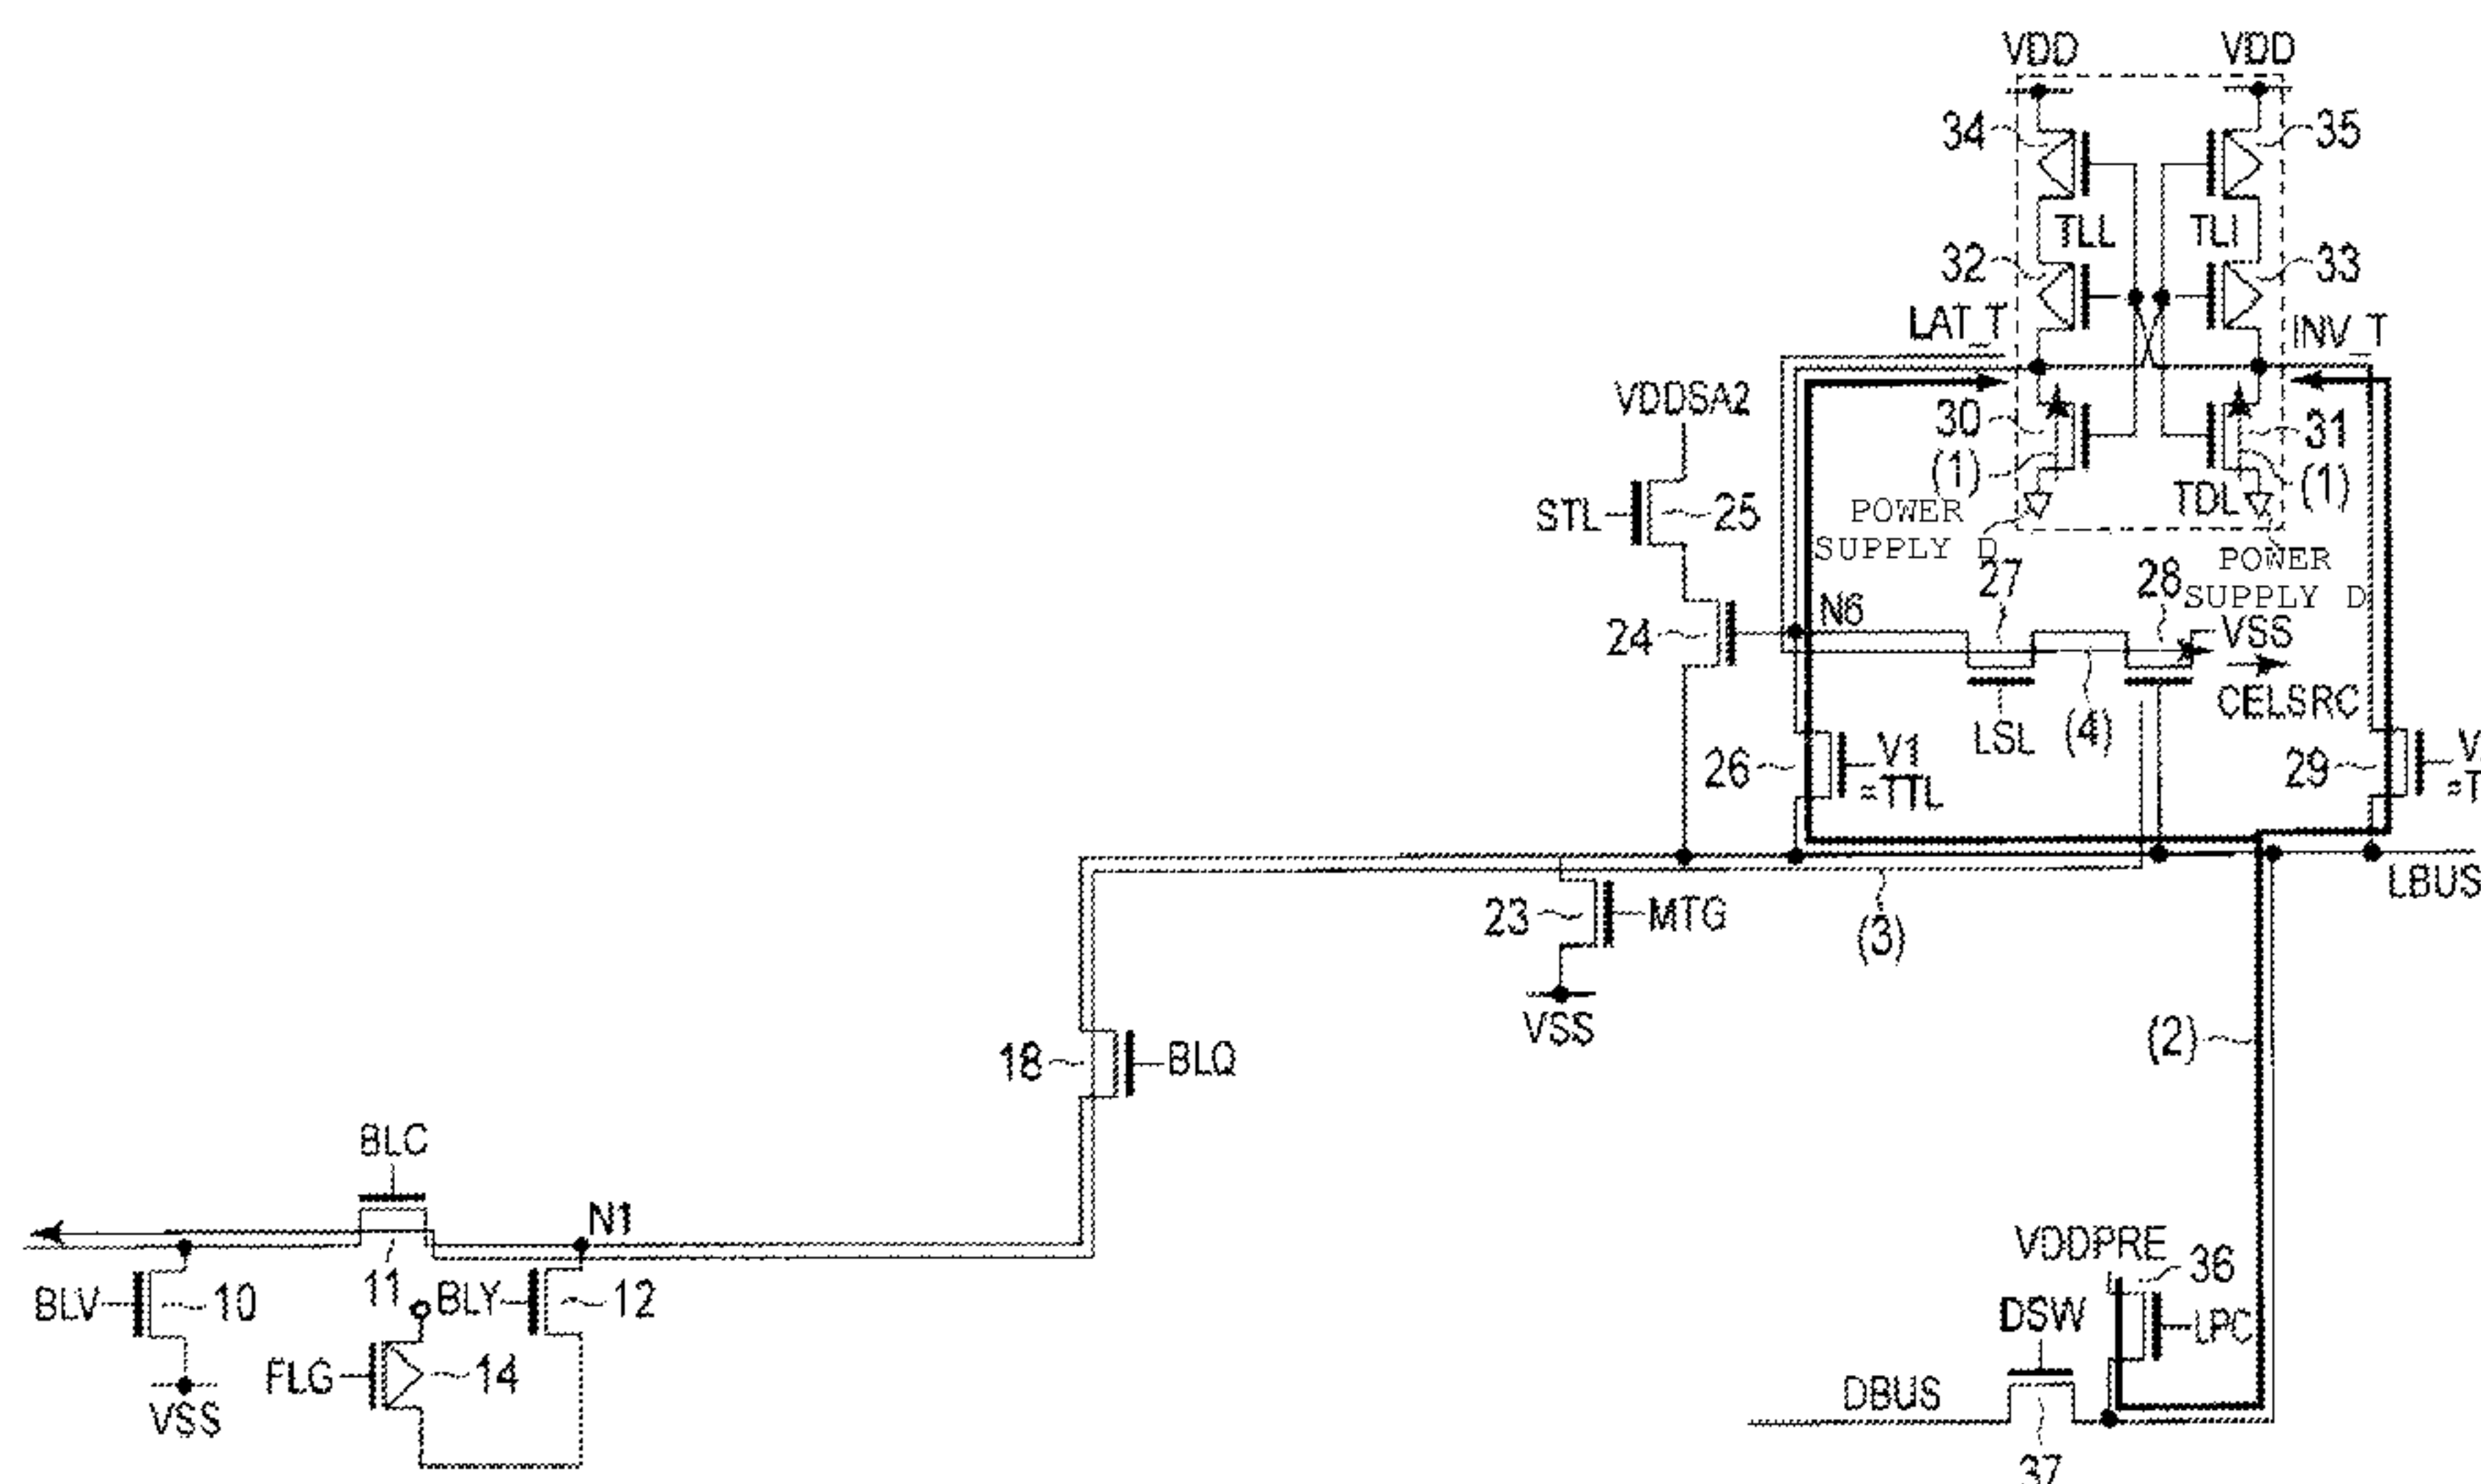 VDD VDD
34 35
TLL TLI
32 33
LAT_T INV_T
VDDSA2
30 31
(1) (1)
TDL
STL 25
POWER
SUPPLY D
POWER
SUPPLY D
27 28
24 N6
VSS
CELSRC
LSL (4)
26 V1
=TTL
29 V
=T
LBUS
23 MTG
(3)
VSS
(2)
18 BLQ
BLC
N1
VDDPRE
36
11
BLV 10
BLY 12
DSW
LPC
FLG 14
DBUS
VSS
37